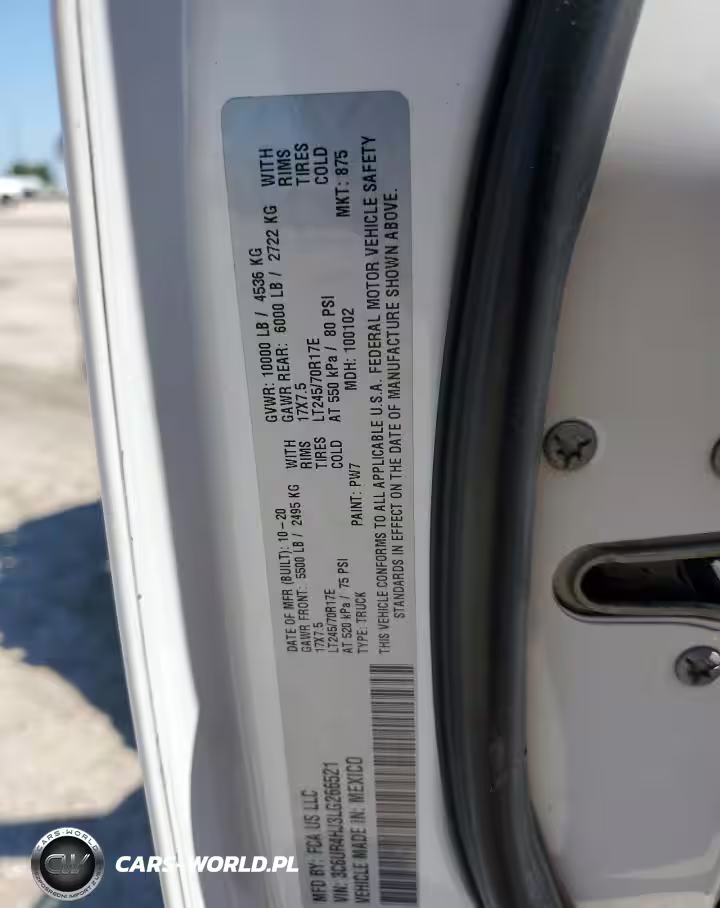 MFD BY: FCA US LLC
DATE OF MFR (BUILT): 10-20
GVWR: 10000 LB / 4536 KG
GAWR FRONT: 5500 LB / 2495 KG WITH
17X7.5 RIMS
LT245/70R17E TIRES
AT 520 kPa / 75 PSI COLD
GAWR REAR: 6000 LB / 2722 KG WITH
17X7.5 RIMS
LT245/70R17E TIRES
AT 550 kPa / 80 PSI COLD
VIN: 3C6UR4HJ3LG266521
TYPE: TRUCK
PAINT: PW7
MDH: 100102
MKT: 875
VEHICLE MADE IN: MEXICO
THIS VEHICLE CONFORMS TO ALL APPLICABLE U.S.A. FEDERAL MOTOR VEHICLE SAFETY
STANDARDS IN EFFECT ON THE DATE OF MANUFACTURE SHOWN ABOVE.
CW
CARS-WORLD.PL